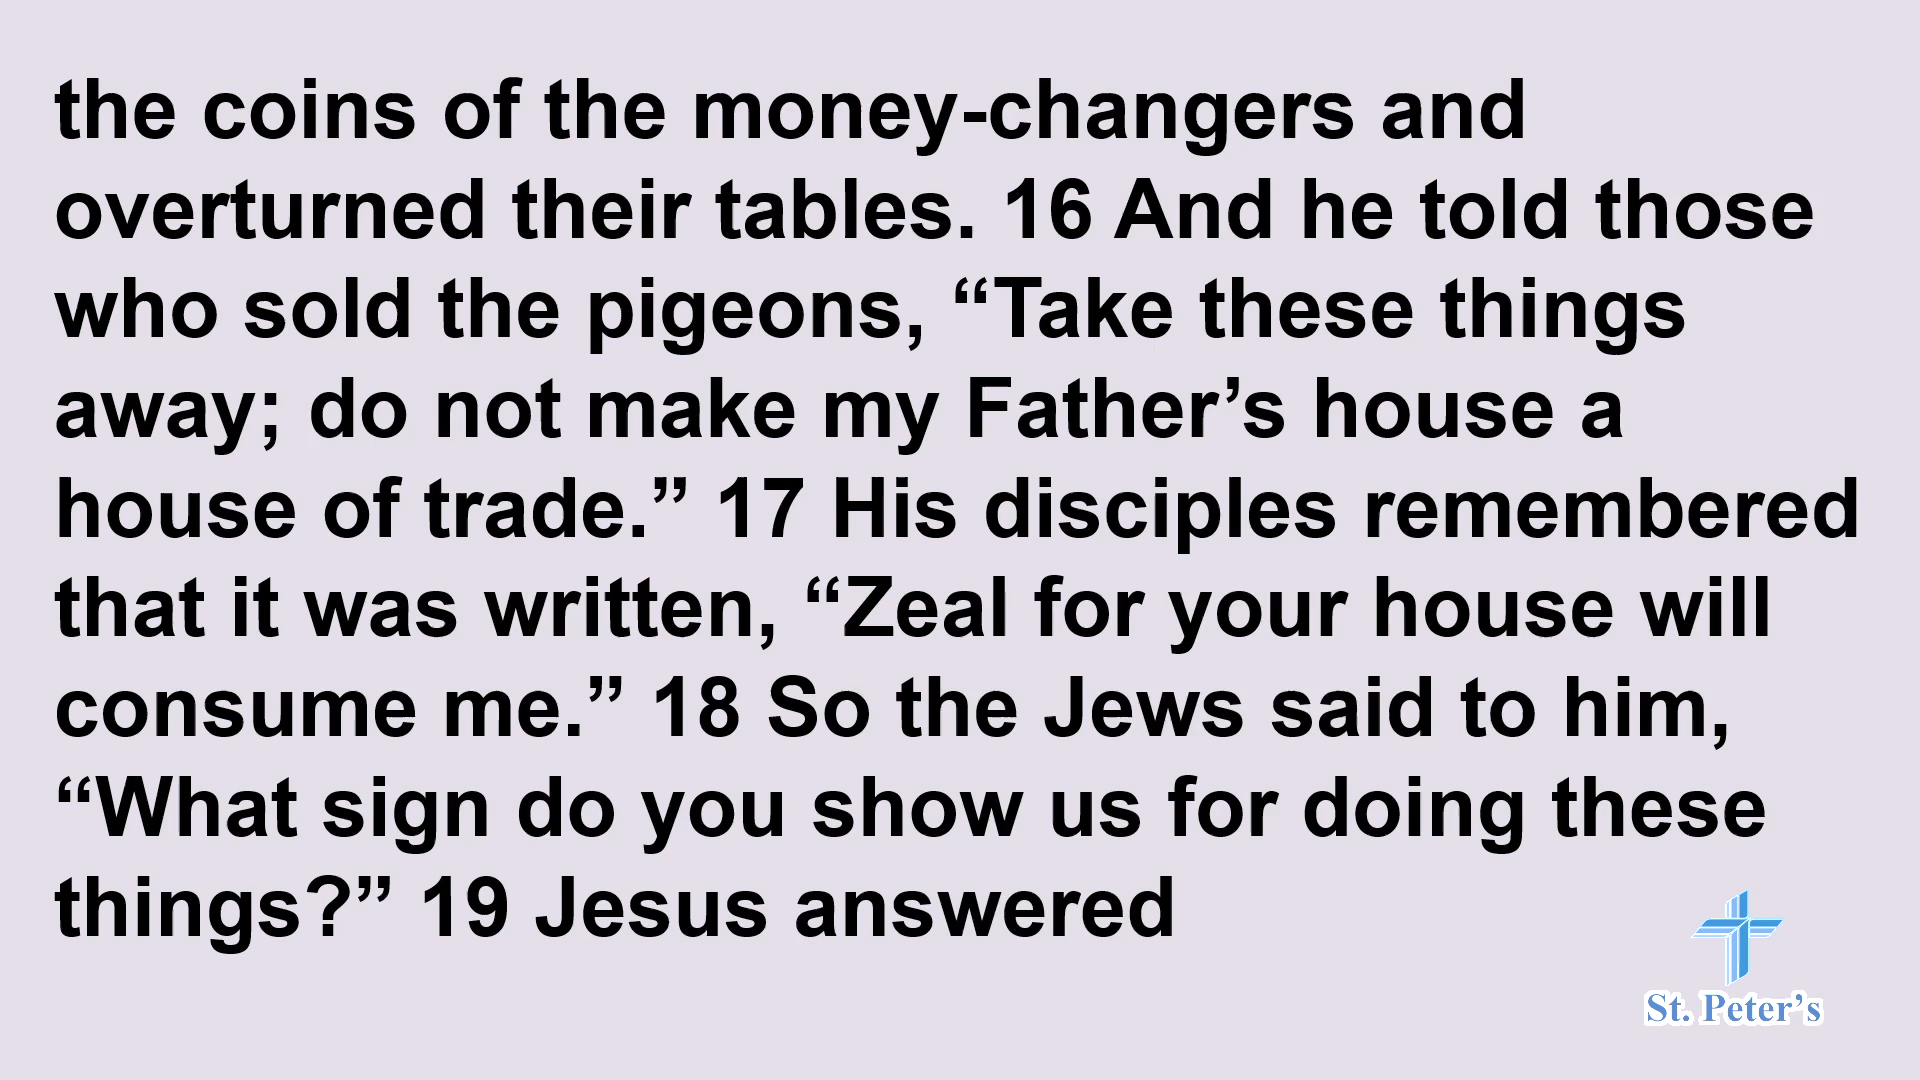 the coins of the money-changers and
overturned their tables. 16 And he told those
who sold the pigeons, “Take these things
away; do not make my Father’s house a
house of trade.” 17 His disciples remembered
that it was written, “Zeal for your house will
consume me.” 18 So the Jews said to him,
“What sign do you show us for doing these
things?” 19 Jesus answered
St. Peter’s